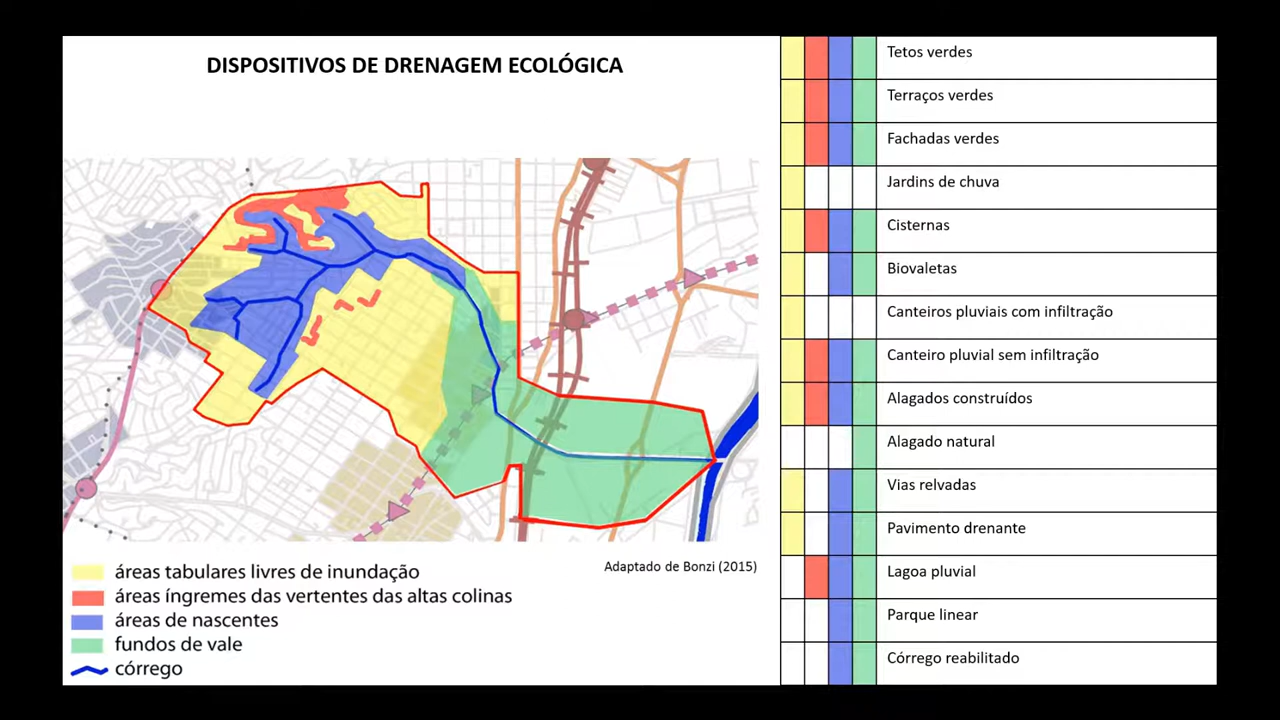 DISPOSITIVOS DE DRENAGEM ECOLÓGICA
áreas tabulares livres de inundação
áreas íngremes das vertentes das altas colinas
áreas de nascentes
fundos de vale
córrego
Adaptado de Bonzi (2015)
Tetos verdes
Terraços verdes
Fachadas verdes
Jardins de chuva
Cisternas
Biovaletas
Canteiros pluviais com infiltração
Canteiro pluvial sem infiltração
Alagados construídos
Alagado natural
Vias relvadas
Pavimento drenante
Lagoa pluvial
Parque linear
Córrego reabilitado